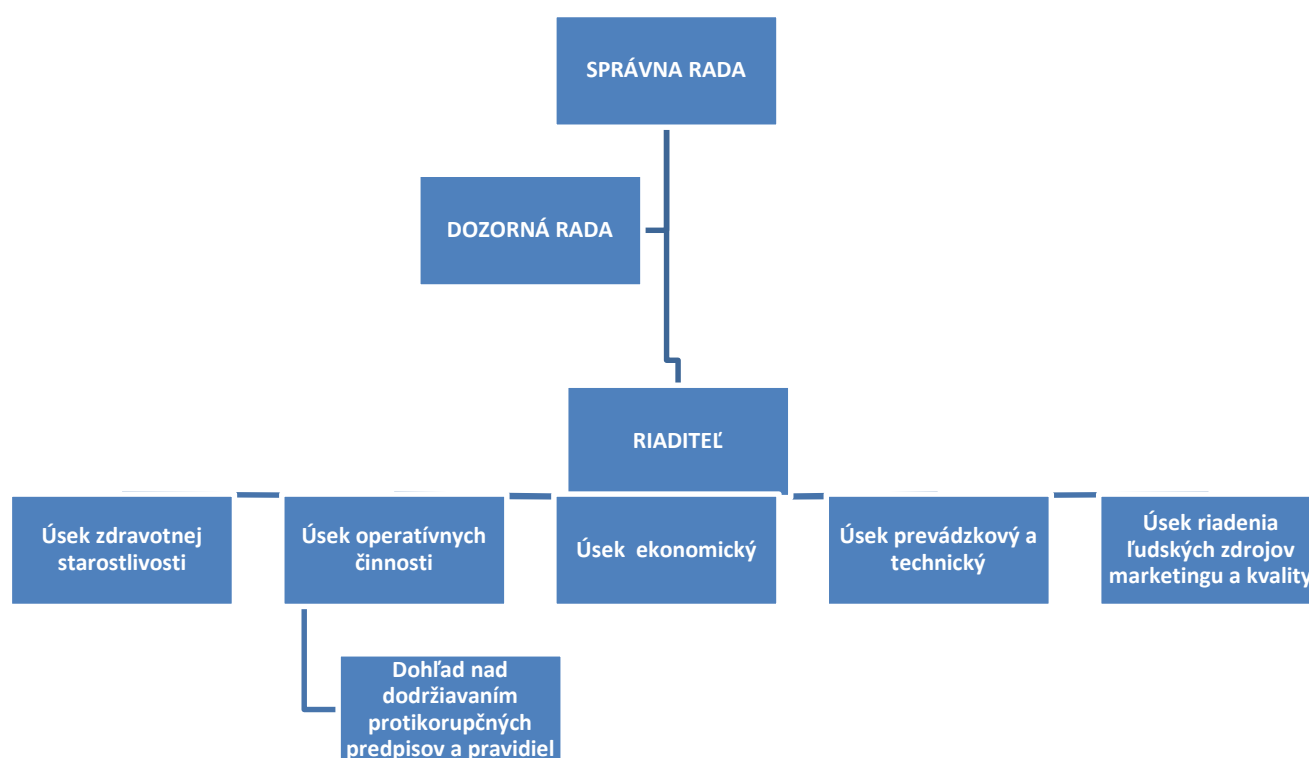 SPRÁVNA RADA
DOZORNÁ RADA
RIADITEĽ
Úsek zdravotnej
starostlivosti
Úsek operatívnych
činnosti
Úsek ekonomický
Úsek prevádzkový a
technický
Úsek riadenia
ľudských zdrojov
marketingu a kvality
Dohľad nad
dodržiavaním
protikorupčných
predpisov a pravidiel